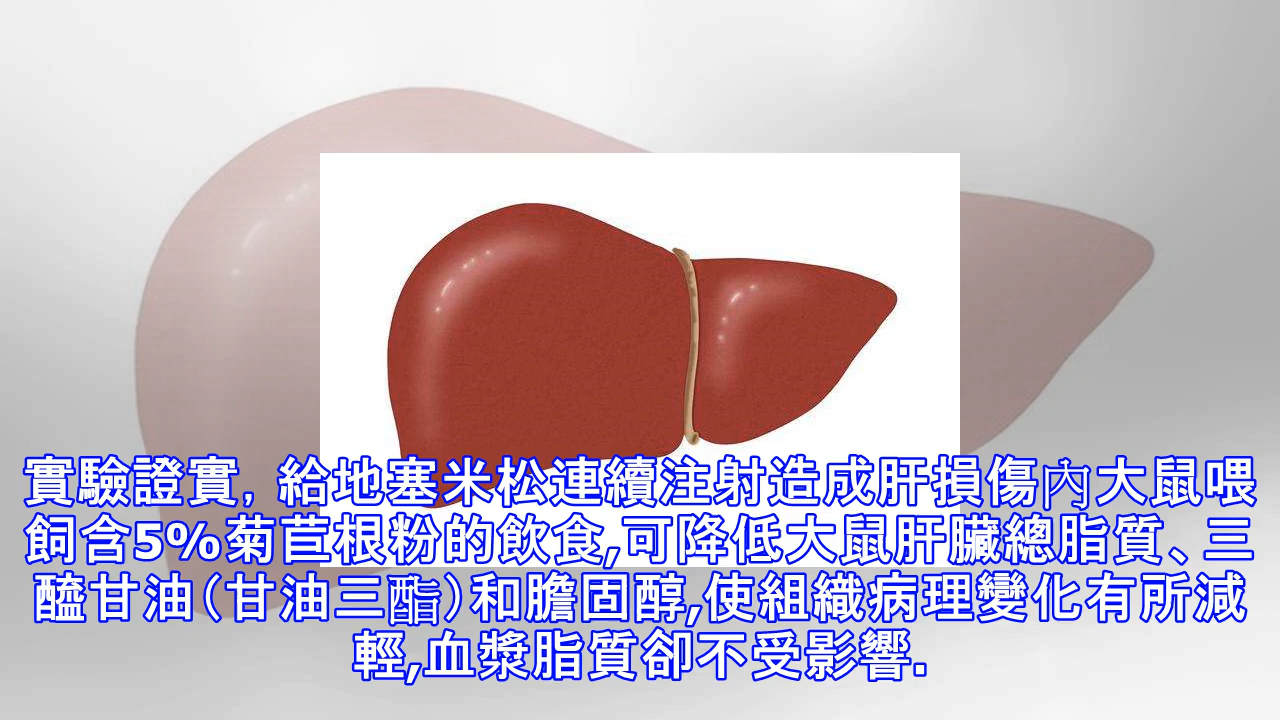 實驗證實，給地塞米松連續注射造成肝損傷內大鼠喂
飼含5%菊苣根粉的飲食,可降低大鼠肝臟總脂質、三
醯甘油（甘油三酯）和膽固醇,使組織病理變化有所減
輕,血漿脂質卻不受影響.